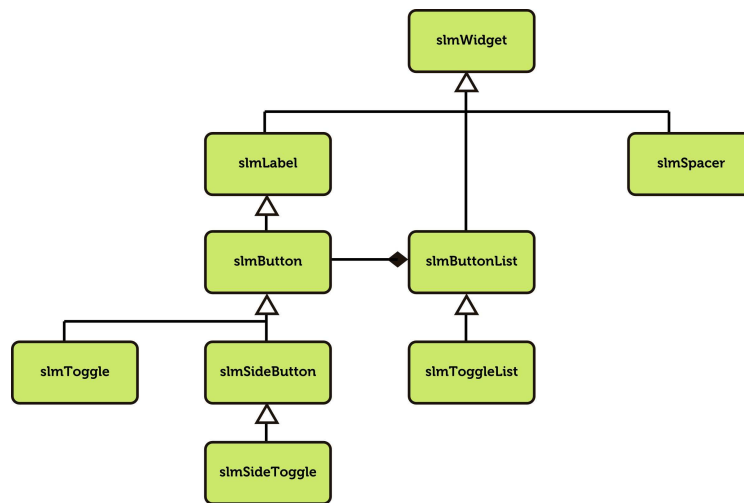 slmWidget
slmLabel
slmSpacer
slmButton
slmButtonList
slmToggle
slmSideButton
slmToggleList
slmSideToggle